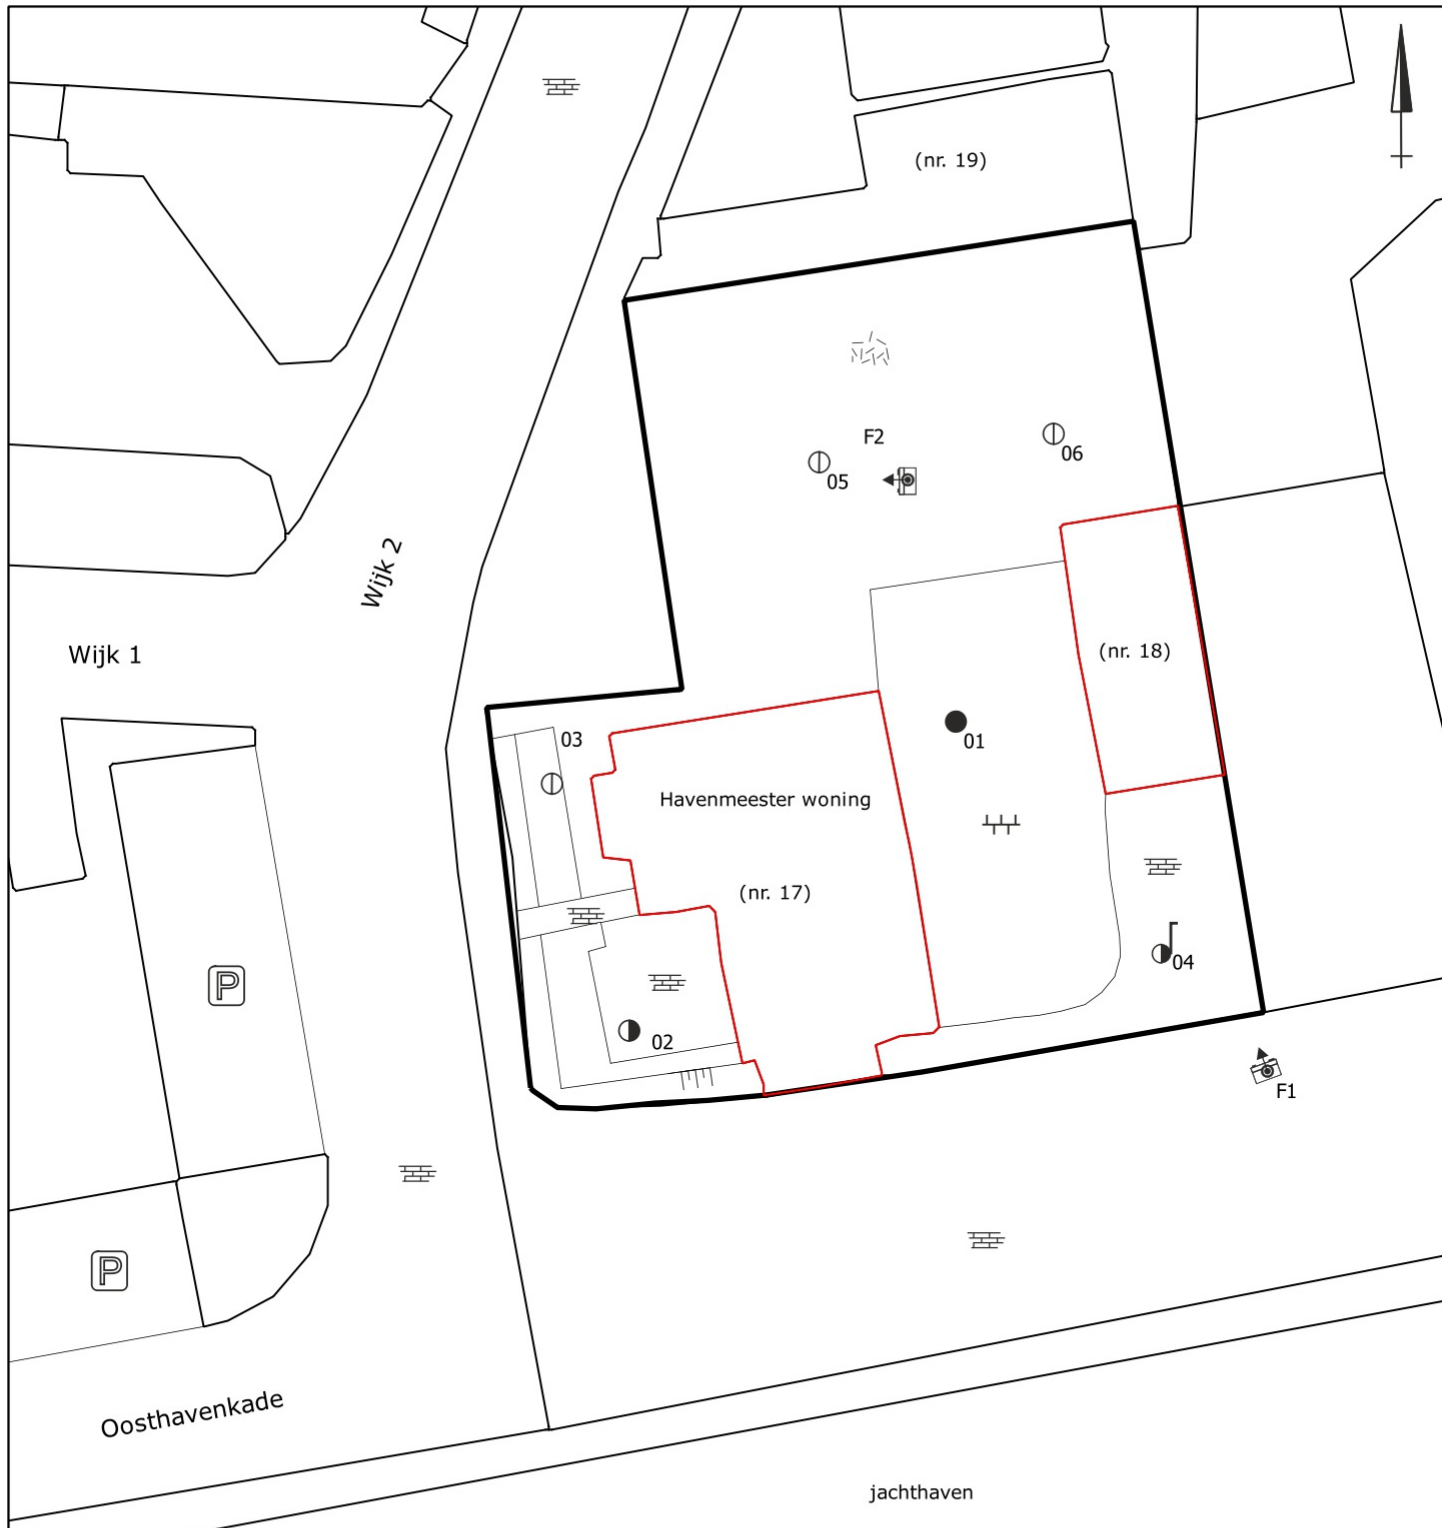 (nr. 19)
F2
06
05
Wijk 2
Wijk 1
(nr. 18)
03
01
Havenmeester woning
(nr. 17)
04
P
02
F1
P
Oosthavenkade
jachthaven